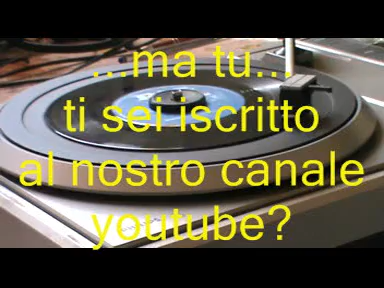 ...ma tu...
ti sei iscritto
al nostro canale
youtube?